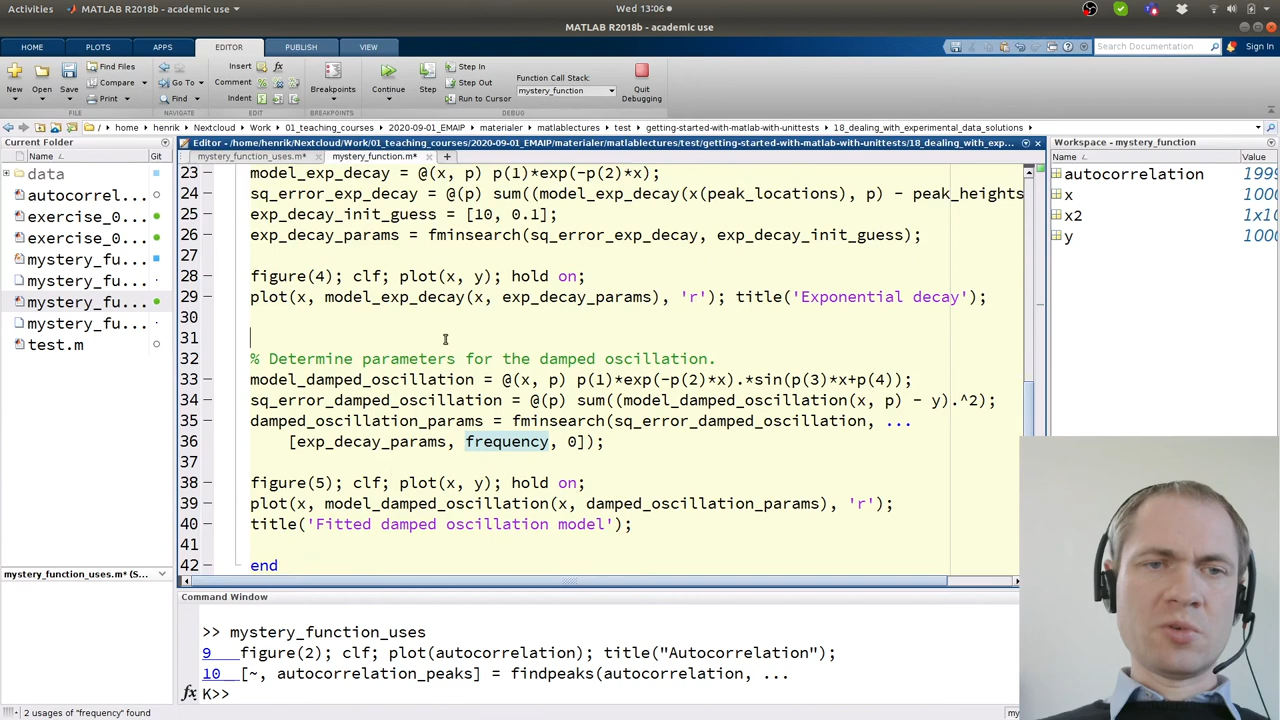 Activities
MATLAB R2018b - academic use
Wed 13:06
MATLAB R2018b - academic use
HOME
PLOTS
APPS
EDITOR
PUBLISH
VIEW
Search Documentation
Sign In
New
Open
Save
Find Files
Compare
Print
Go To
Find
Insert
Comment
Indent
Breakpoints
Continue
Step
Step In
Step Out
Run to Cursor
Function Call Stack:
mystery_function
Quit
Debugging
FILE
NAVIGATE
EDIT
BREAKPOINTS
DEBUG
/ home henrik Nextcloud Work 01_teaching_courses 2020-09-01_EMAIP materialer matlablectures test getting-started-with-matlab-with-unittests 18_dealing_with_experimental_data_solutions
Current Folder
Name
Git
data
autocorrel...
exercise_0...
exercise_0...
mystery_fu...
mystery_fu...
mystery_fu...
mystery_fu...
test.m
mystery_function_uses.m* (S...
Editor - /home/henrik/Nextcloud/Work/01_teaching_courses/2020-09-01_EMAIP/materialer/matlablectures/test/getting-started-with-matlab-with-unittests/18_dealing_with_exp...
mystery_function_uses.m*
mystery_function.m*
23 model_exp_decay = @(x, p) p(1)*exp(-p(2)*x);
24 sq_error_exp_decay = @(p) sum((model_exp_decay(x(peak_locations), p) - peak_heights
25 exp_decay_init_guess = [10, 0.1];
26 exp_decay_params = fminsearch(sq_error_exp_decay, exp_decay_init_guess);
27
28 figure(4); clf; plot(x, y); hold on;
29 plot(x, model_exp_decay(x, exp_decay_params), 'r'); title('Exponential decay');
30
31
32 % Determine parameters for the damped oscillation.
33 model_damped_oscillation = @(x, p) p(1)*exp(-p(2)*x).*sin(p(3)*x+p(4));
34 sq_error_damped_oscillation = @(p) sum((model_damped_oscillation(x, p) - y).^2);
35 damped_oscillation_params = fminsearch(sq_error_damped_oscillation, ...
36 [exp_decay_params, frequency, 0]);
37
38 figure(5); clf; plot(x, y); hold on;
39 plot(x, model_damped_oscillation(x, damped_oscillation_params), 'r');
40 title('Fitted damped oscillation model');
41
42 end
Command Window
>> mystery_function_uses
9 figure(2); clf; plot(autocorrelation); title("Autocorrelation");
10 [~, autocorrelation_peaks] = findpeaks(autocorrelation, ...
fx K>>
Workspace - mystery_function
Name
Value
autocorrelation 1999
x 1000
x2 1x10
y 1000
2 usages of "frequency" found